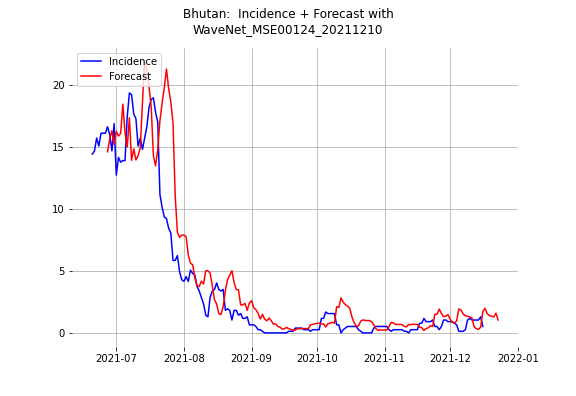 Bhutan:  Incidence + Forecast with
WaveNet_MSE00124_20211210
Incidence
Forecast
20
15
10
5
0
2021-07 2021-08 2021-09 2021-10 2021-11 2021-12 2022-01